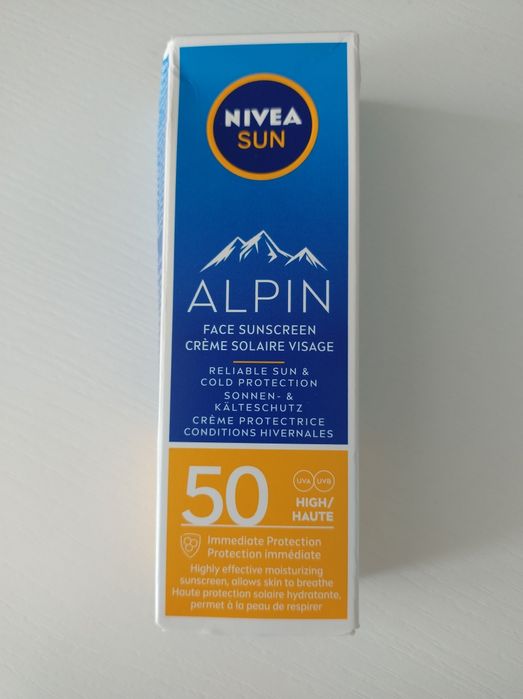 NIVEA
SUN
ALPIN
FACE SUNSCREEN
CRÈME SOLAIRE VISAGE
RELIABLE SUN &
COLD PROTECTION
SONNEN- &
KÄLTESCHUTZ
CRÈME PROTECTRICE
CONDITIONS HIVERNALES
50
UVA UVB
HIGH/
HAUTE
Immediate Protection
Protection immédiate
Highly effective moisturizing
sunscreen, allows skin to breathe
Haute protection solaire hydratante,
permet à la peau de respirer